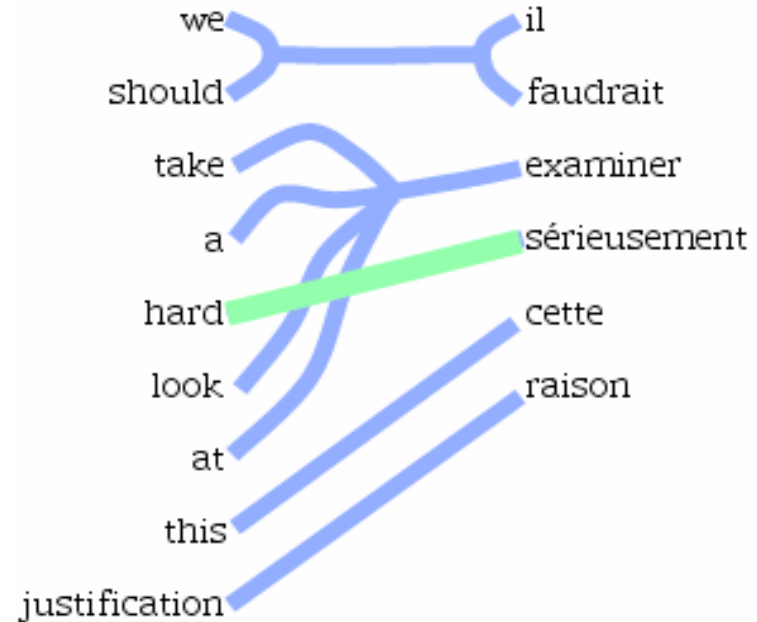 we il
should faudrait
take examiner
a sérieusement
hard cette
look raison
at
this
justification